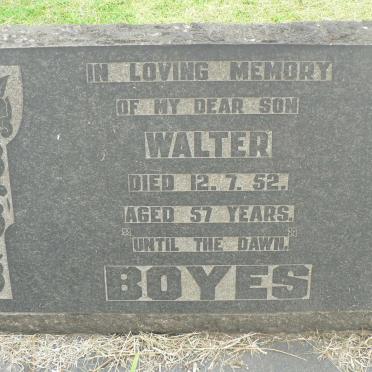 IN LOVING MEMORY
OF MY DEAR SON
WALTER
DIED 12. 7. 52.
AGED 57 YEARS.
"UNTIL THE DAWN."
BOYES